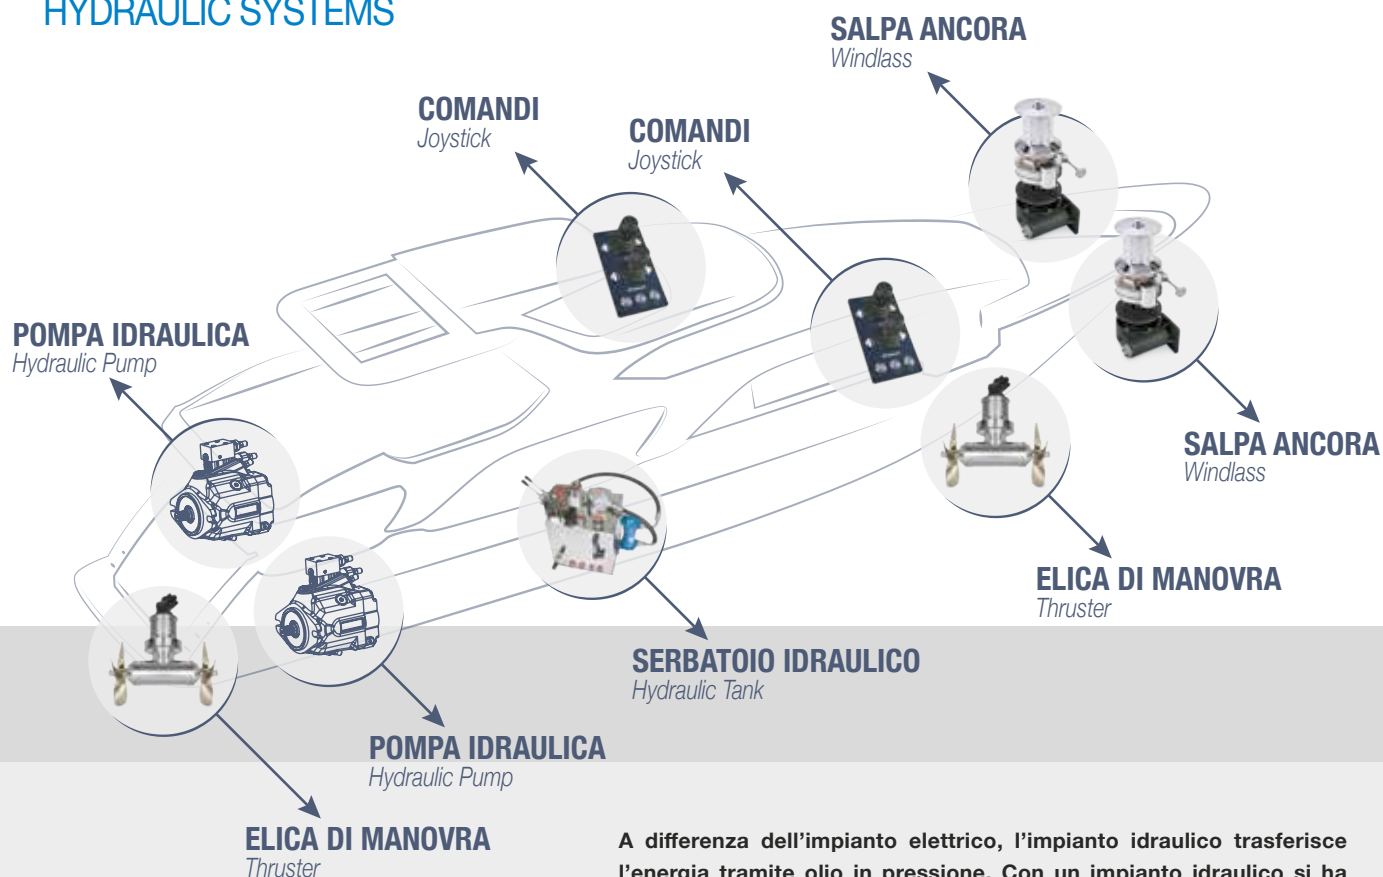 HYDRAULIC SYSTEMS
SALPA ANCORA
Windlass
COMANDI
Joystick
COMANDI
Joystick
POMPA IDRAULICA
Hydraulic Pump
SALPA ANCORA
Windlass
ELICA DI MANOVRA
Thruster
SERBATOIO IDRAULICO
Hydraulic Tank
POMPA IDRAULICA
Hydraulic Pump
ELICA DI MANOVRA
Thruster
A differenza dell’impianto elettrico, l’impianto idraulico trasferisce
l’energia tramite olio in pressione. Con un impianto idraulico si ha